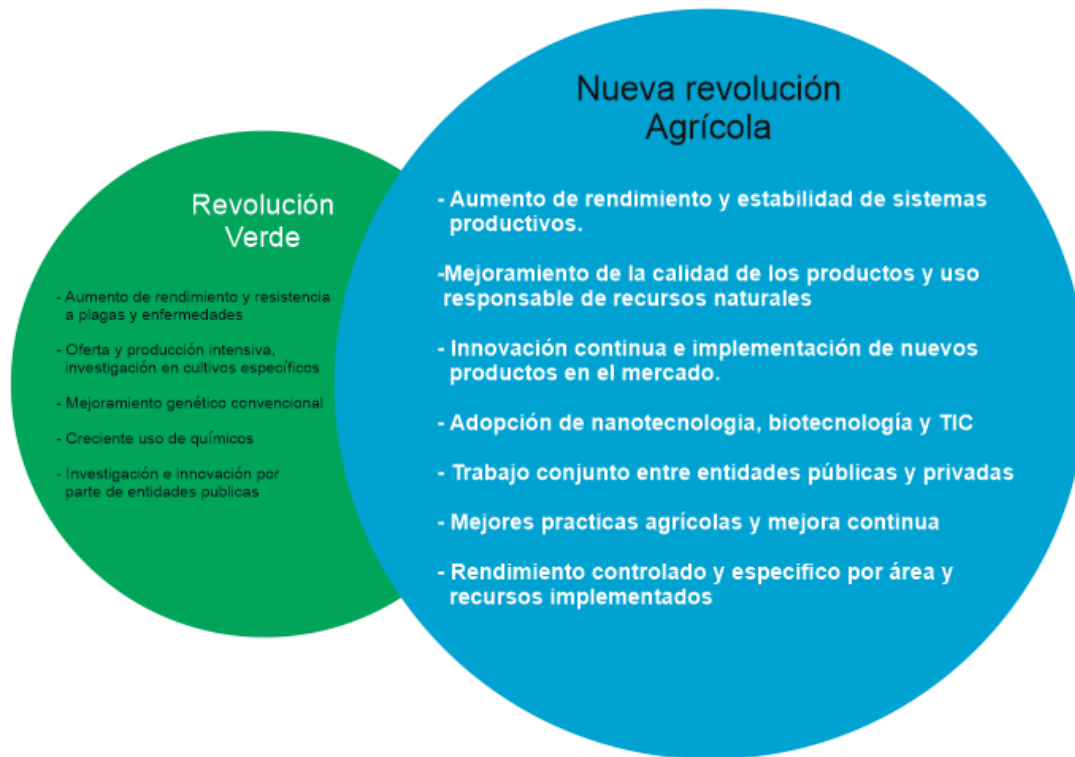 Nueva revolución
Agrícola
- Aumento de rendimiento y estabilidad de sistemas
productivos.
-Mejoramiento de la calidad de los productos y uso
responsable de recursos naturales
- Innovación continua e implementación de nuevos
productos en el mercado.
- Adopción de nanotecnologia, biotecnología y TIC
- Trabajo conjunto entre entidades públicas y privadas
- Mejores practicas agrícolas y mejora continua
- Rendimiento controlado y especifico por área y
recursos implementados
Revolución
Verde
- Aumento de rendimiento y resistencia
a plagas y enfermedades
- Oferta y producción intensiva,
investigación en cultivos específicos
- Mejoramiento genético convencional
- Creciente uso de químicos
- Investigación e innovación por
parte de entidades publicas